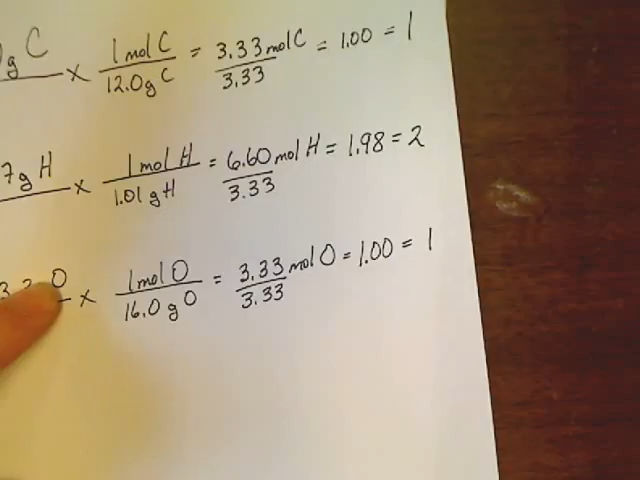 g C × 1 mol C / 12.0 g C = 3.33 mol C / 3.33 = 1.00 = 1
7 g H × 1 mol H / 1.01 g H = 6.60 mol H / 3.33 = 1.98 = 2
O × 1 mol O / 16.0 g O = 3.33 mol O / 3.33 = 1.00 = 1